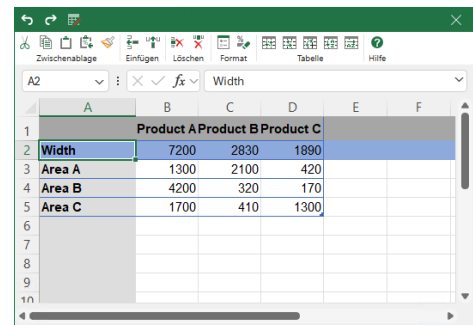 Zwischenablage Einfügen Löschen Format Tabelle Hilfe
A2 fx Width
A B C D E F
1 Product A Product B Product C
2 Width 7200 2830 1890
3 Area A 1300 2100 420
4 Area B 4200 320 170
5 Area C 1700 410 1300
6
7
8
9
10